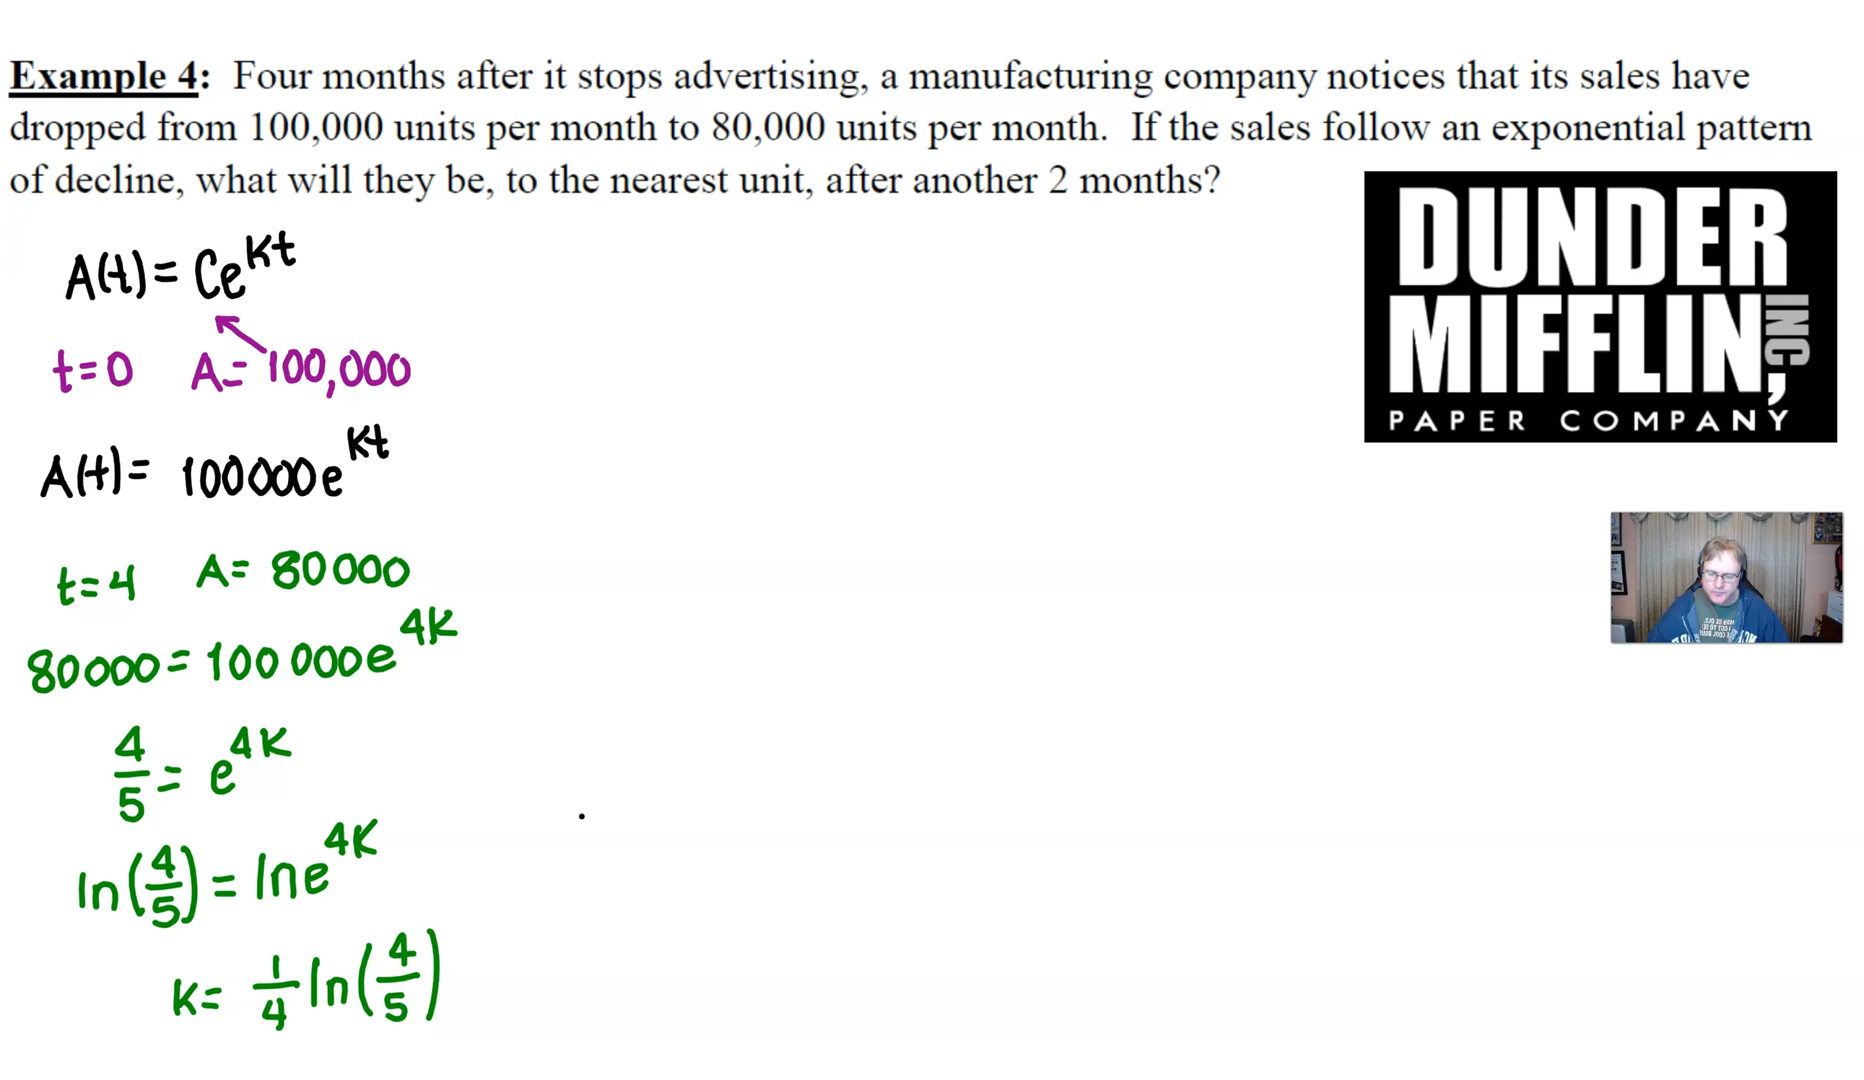 Example 4: Four months after it stops advertising, a manufacturing company notices that its sales have
dropped from 100,000 units per month to 80,000 units per month. If the sales follow an exponential pattern
of decline, what will they be, to the nearest unit, after another 2 months?
A(t) = Ce^{kt}
t=0 A= 100,000
A(t) = 100000e^{kt}
t=4 A= 80000
80000 = 100000e^{4k}
4/5 = e^{4k}
ln(4/5) = ln e^{4k}
k= 1/4 ln(4/5)
DUNDER
MIFFLIN, INC
PAPER COMPANY